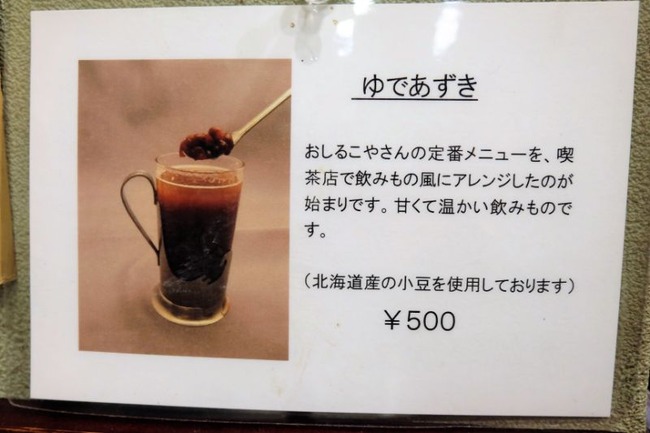 ゆであずき
おしるこやさんの定番メニューを、喫
茶店で飲みもの風にアレンジしたのが
始まりです。甘くて温かい飲みもので
す。
（北海道産の小豆を使用しております）
￥500